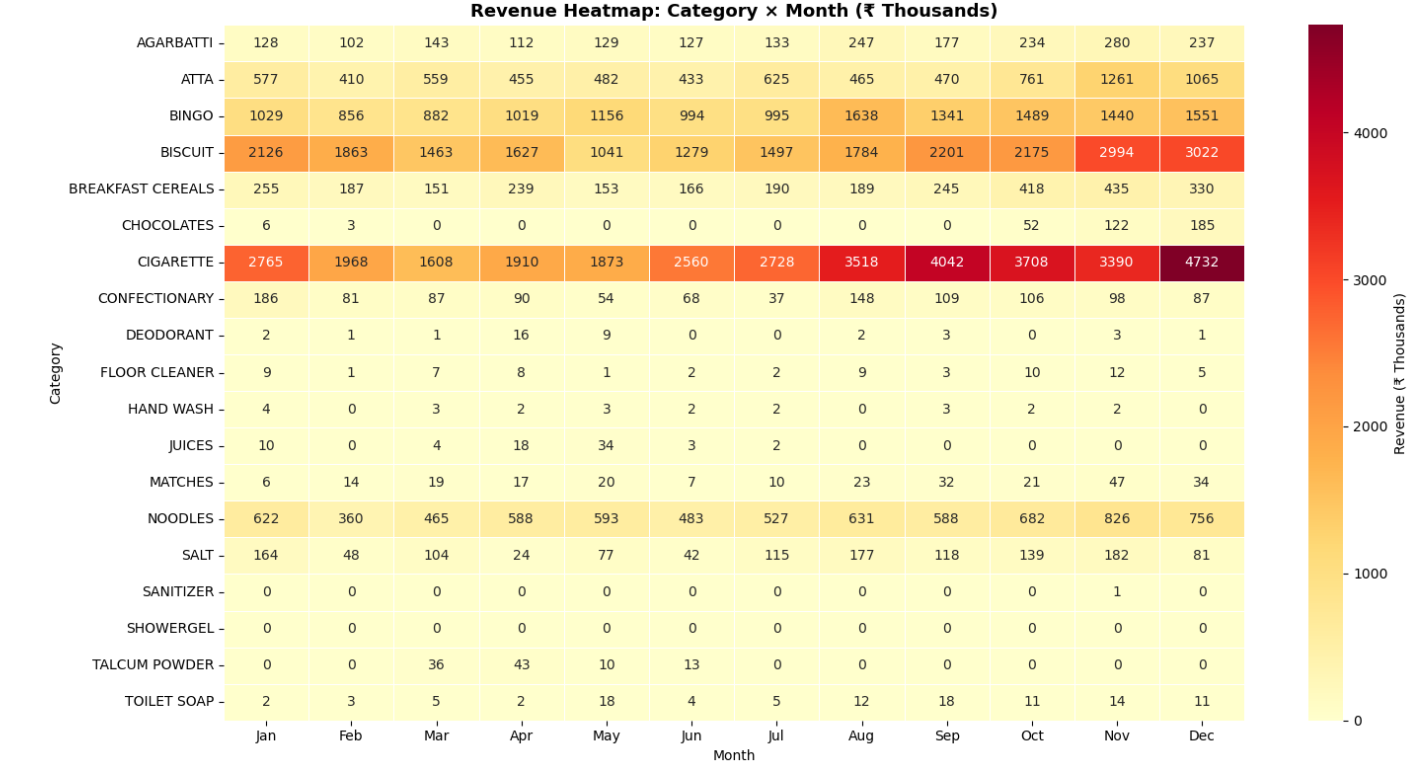 Revenue Heatmap: Category × Month (₹ Thousands)
AGARBATTI 128 102 143 112 129 127 133 247 177 234 280 237
ATTA 577 410 559 455 482 433 625 465 470 761 1261 1065
BINGO 1029 856 882 1019 1156 994 995 1638 1341 1489 1440 1551
BISCUIT 2126 1863 1463 1627 1041 1279 1497 1784 2201 2175 2994 3022
BREAKFAST CEREALS 255 187 151 239 153 166 190 189 245 418 435 330
CHOCOLATES 6 3 0 0 0 0 0 0 0 52 122 185
CIGARETTE 2765 1968 1608 1910 1873 2560 2728 3518 4042 3708 3390 4732
CONFECTIONARY 186 81 87 90 54 68 37 148 109 106 98 87
DEODORANT 2 1 1 16 9 0 0 2 3 0 3 1
FLOOR CLEANER 9 1 7 8 1 2 2 9 3 10 12 5
HAND WASH 4 0 3 2 3 2 2 0 3 2 2 0
JUICES 10 0 4 18 34 3 2 0 0 0 0 0
MATCHES 6 14 19 17 20 7 10 23 32 21 47 34
NOODLES 622 360 465 588 593 483 527 631 588 682 826 756
SALT 164 48 104 24 77 42 115 177 118 139 182 81
SANITIZER 0 0 0 0 0 0 0 0 0 0 1 0
SHOWERGEL 0 0 0 0 0 0 0 0 0 0 0 0
TALCUM POWDER 0 0 36 43 10 13 0 0 0 0 0 0
TOILET SOAP 2 3 5 2 18 4 5 12 18 11 14 11
Jan Feb Mar Apr May Jun Jul Aug Sep Oct Nov Dec
Month
Category
4000
3000
2000
1000
0
Revenue (₹ Thousands)